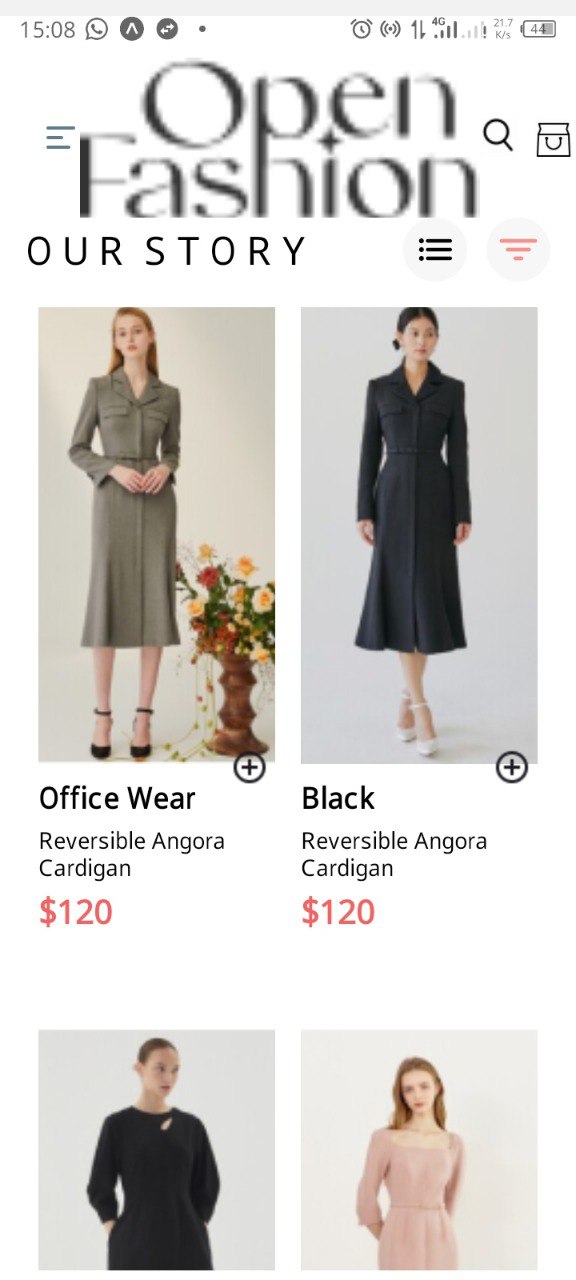 15:08
4G
21.7
K/s
44
Open
Fashion
OUR STORY
Office Wear
Black
Reversible Angora
Cardigan
Reversible Angora
Cardigan
$120
$120